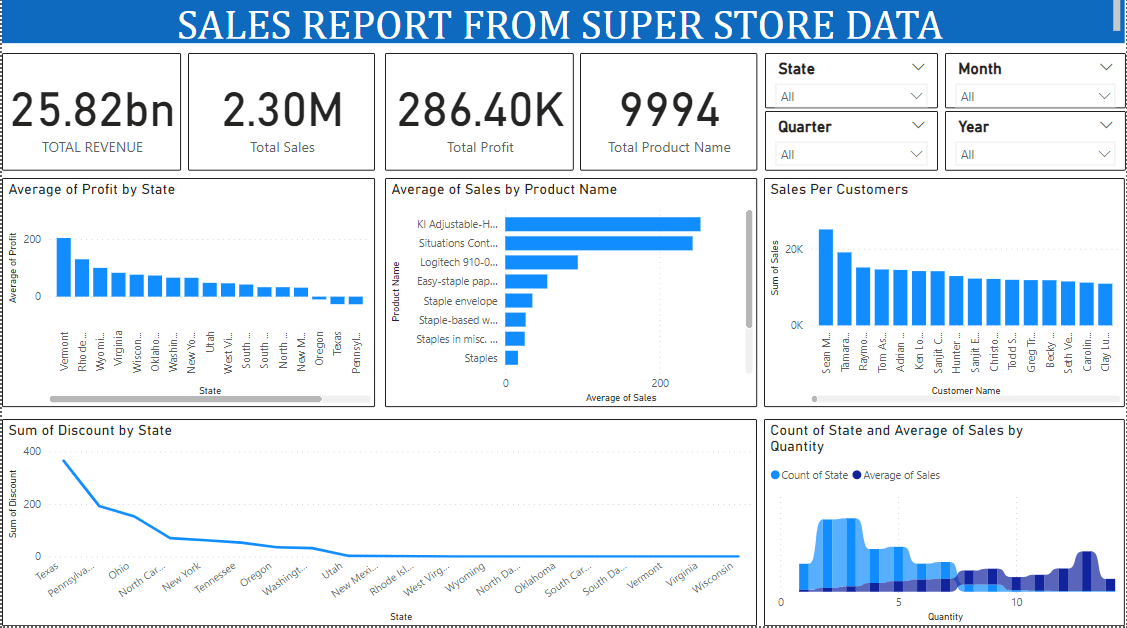 SALES REPORT FROM SUPER STORE DATA
25.82bn
TOTAL REVENUE
2.30M
Total Sales
286.40K
Total Profit
9994
Total Product Name
State
All
Month
All
Quarter
All
Year
All
Average of Profit by State
Average of Profit
200
0
Vermont
Rhode...
Wyomi...
Virginia
Wiscon...
Oklaho...
Washin...
New Yo...
Utah
West Vi...
South ...
South ...
North ...
New M...
Oregon
Texas
Pennsyl...
State
Average of Sales by Product Name
Product Name
KI Adjustable-H...
Situations Cont...
Logitech 910-0...
Easy-staple pap...
Staple envelope
Staple-based w...
Staples in misc. ...
Staples
0
200
Average of Sales
Sales Per Customers
Sum of Sales
20K
0K
Sean M...
Tamara...
Raymo...
Tom As...
Adrian ...
Ken Lo...
Sanjit C...
Hunter ...
Sanjit E...
Christo...
Todd S...
Greg Tr...
Becky ...
Seth Ve...
Carolin...
Clay Lu...
Customer Name
Sum of Discount by State
Sum of Discount
400
200
0
Texas
Pennsylva...
Ohio
North Car...
New York
Tennessee
Oregon
Washingt...
Utah
New Mexi...
Rhode Isl...
West Virg...
Wyoming
North Da...
Oklahoma
South Car...
South Da...
Vermont
Virginia
Wisconsin
State
Count of State and Average of Sales by
Quantity
Count of State
Average of Sales
0
5
10
Quantity